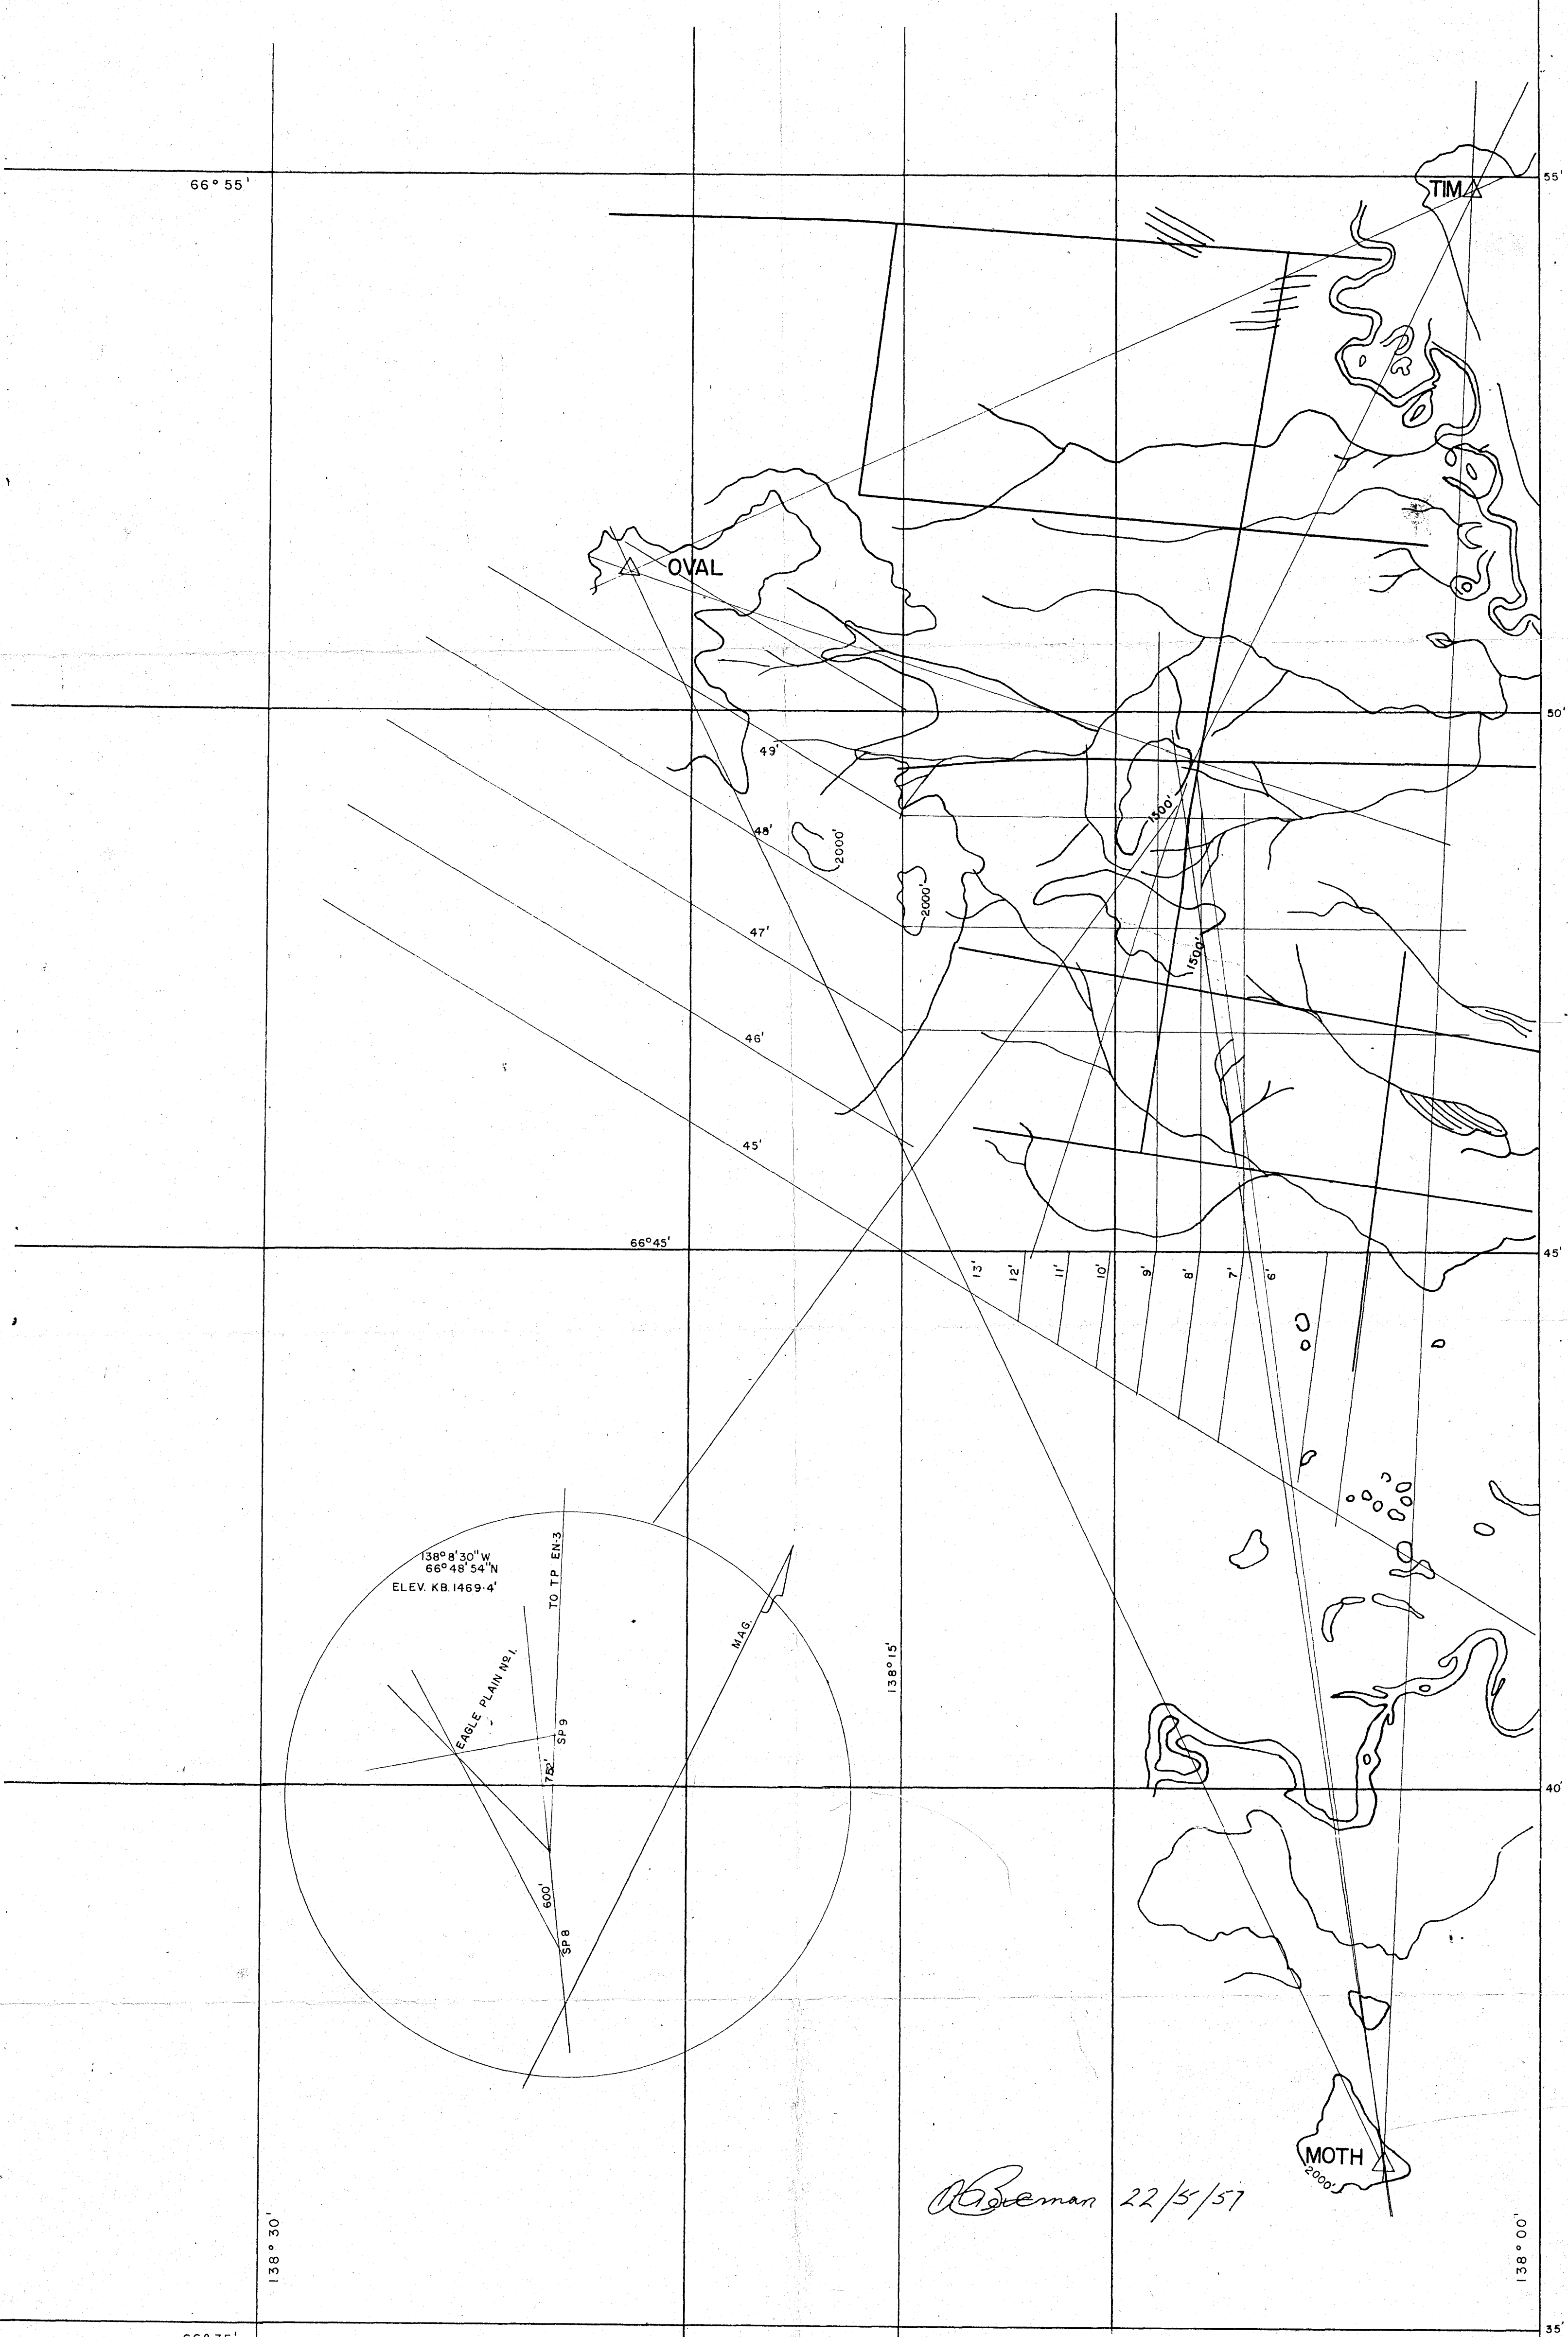 66° 55'
55'
TIM
OVAL
50'
49'
1500'
48'
2000'
2000'
47'
1500'
46'
45'
66° 45'
45'
13'
12'
11'
10'
9'
8'
7'
6'
138° 8' 30" W
66° 48' 54" N
ELEV. KB. 1469·4'
TO TP EN-3
MAG.
138° 15'
EAGLE PLAIN Nº 1.
SP 9
752'
40'
600'
SP 8
MOTH
2000'
22/5/57
138° 30'
138° 00'
35'
66° 35'